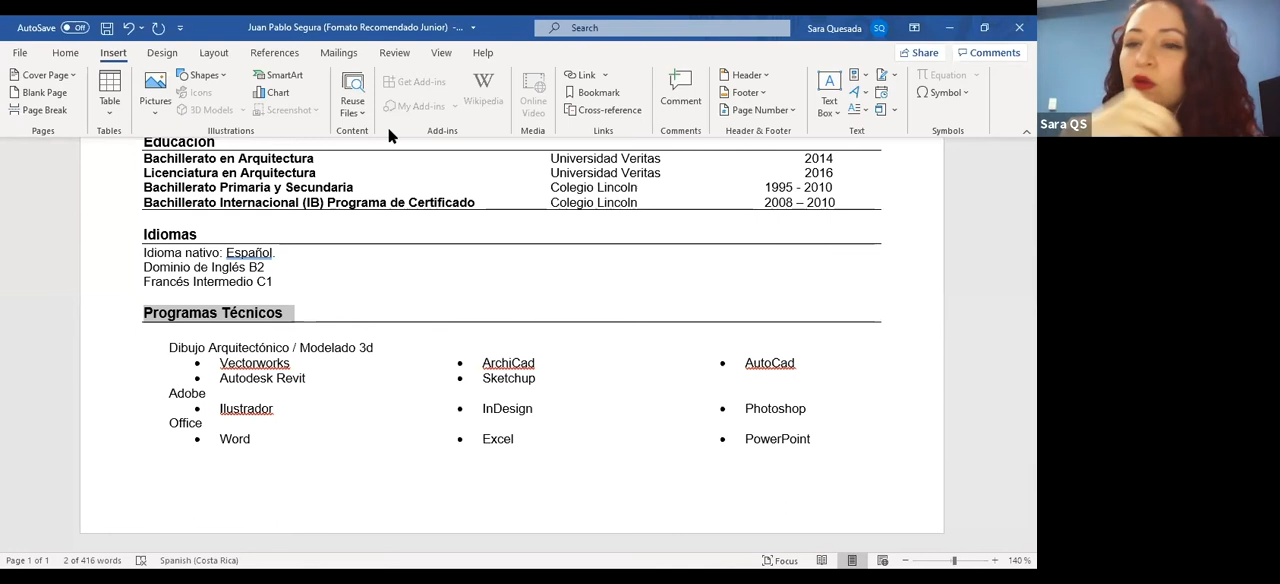 AutoSave Off Juan Pablo Segura (Fomato Recomendado Junior) -... Search Sara Quesada SQ
File Home Insert Design Layout References Mailings Review View Help Share Comments
Cover Page
Blank Page
Page Break
Pages
Table
Tables
Pictures
Shapes
Icons
3D Models
SmartArt
Chart
Screenshot
Illustrations
Reuse
Files
Content
Get Add-ins
My Add-ins
Wikipedia
Add-ins
Online
Video
Media
Link
Bookmark
Cross-reference
Links
Comment
Comments
Header
Footer
Page Number
Header & Footer
Text
Box
Text
Equation
Symbol
Symbols
Sara QS
Educación
Bachillerato en Arquitectura Universidad Veritas 2014
Licenciatura en Arquitectura Universidad Veritas 2016
Bachillerato Primaria y Secundaria Colegio Lincoln 1995 - 2010
Bachillerato Internacional (IB) Programa de Certificado Colegio Lincoln 2008 – 2010
Idiomas
Idioma nativo: Español.
Dominio de Inglés B2
Francés Intermedio C1
Programas Técnicos
Dibujo Arquitectónico / Modelado 3d
• Vectorworks • ArchiCad • AutoCad
• Autodesk Revit • Sketchup
Adobe
• Ilustrador • InDesign • Photoshop
Office
• Word • Excel • PowerPoint
Page 1 of 1 2 of 416 words Spanish (Costa Rica) Focus 140 %